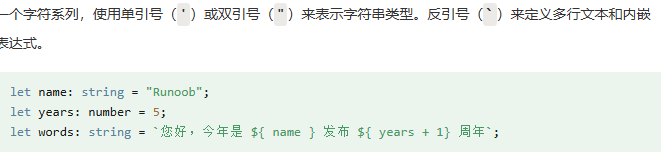 一个字符系列，使用单引号（'）或双引号（"）来表示字符串类型。反引号（`）来定义多行文本和内嵌
表达式。
let name: string = "Runoob";
let years: number = 5;
let words: string = `您好，今年是 ${ name } 发布 ${ years + 1} 周年`;